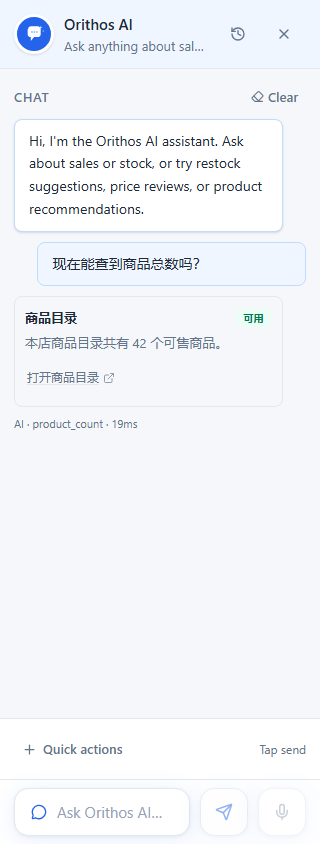 Orithos AI
Ask anything about sal...
CHAT
Clear
Hi, I'm the Orithos AI assistant. Ask
about sales or stock, or try restock
suggestions, price reviews, or product
recommendations.
现在能查到商品总数吗？
商品目录
可用
本店商品目录共有 42 个可售商品。
打开商品目录
AI · product_count · 19ms
Quick actions
Tap send
Ask Orithos AI...